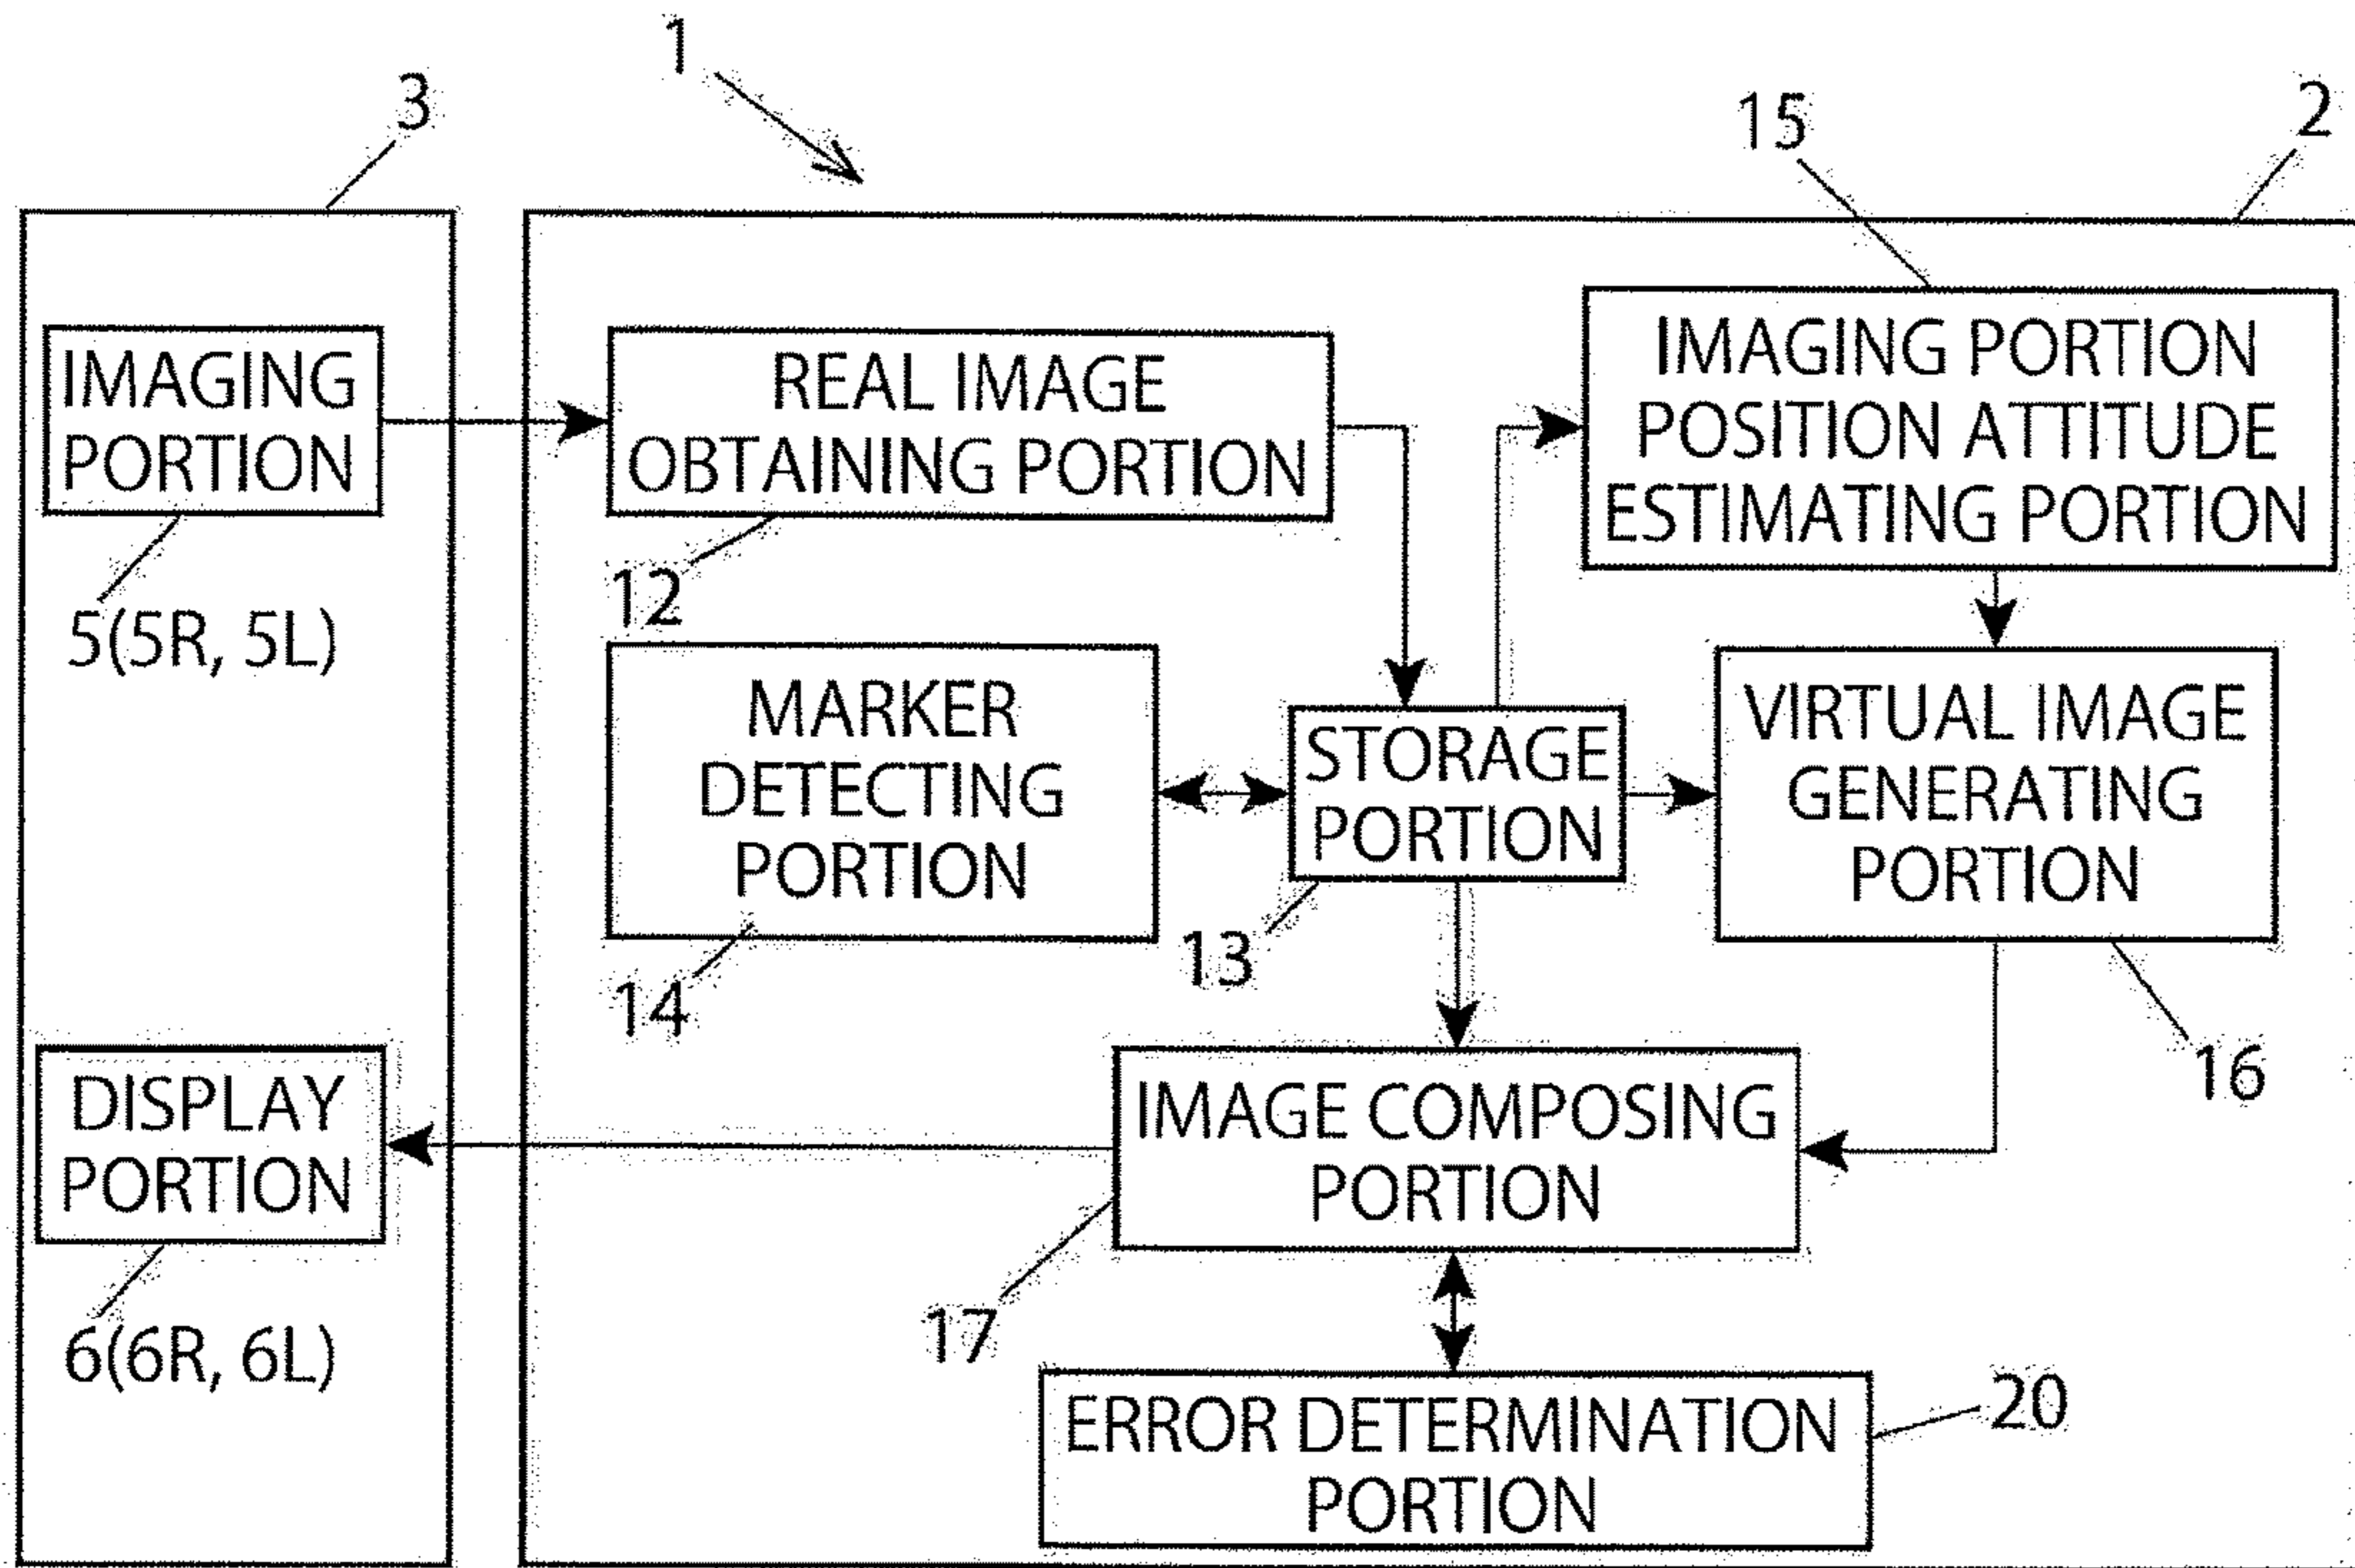 1
3
15
2
IMAGING
PORTION
5(5R, 5L)
REAL IMAGE
OBTAINING PORTION
12
IMAGING PORTION
POSITION ATTITUDE
ESTIMATING PORTION
MARKER
DETECTING
PORTION
14
STORAGE
PORTION
13
VIRTUAL IMAGE
GENERATING
PORTION
16
DISPLAY
PORTION
6(6R, 6L)
IMAGE COMPOSING
PORTION
17
ERROR DETERMINATION
PORTION
20